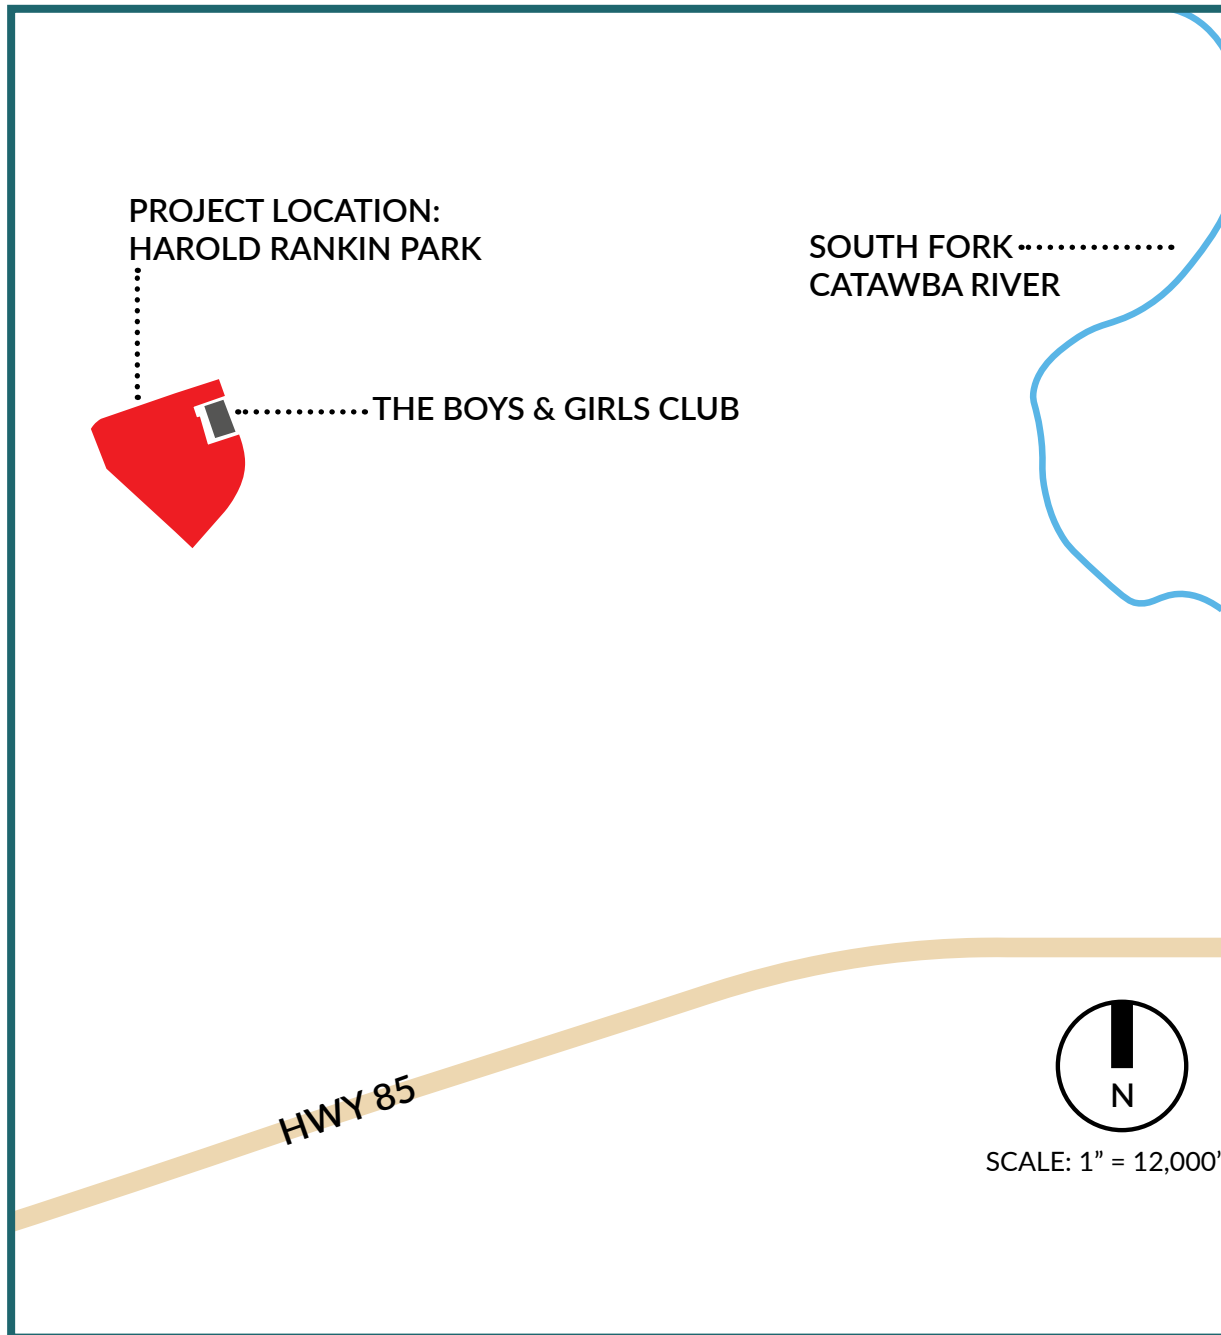 PROJECT LOCATION:
HAROLD RANKIN PARK
SOUTH FORK
CATAWBA RIVER
THE BOYS & GIRLS CLUB
HWY 85
N
SCALE: 1” = 12,000’